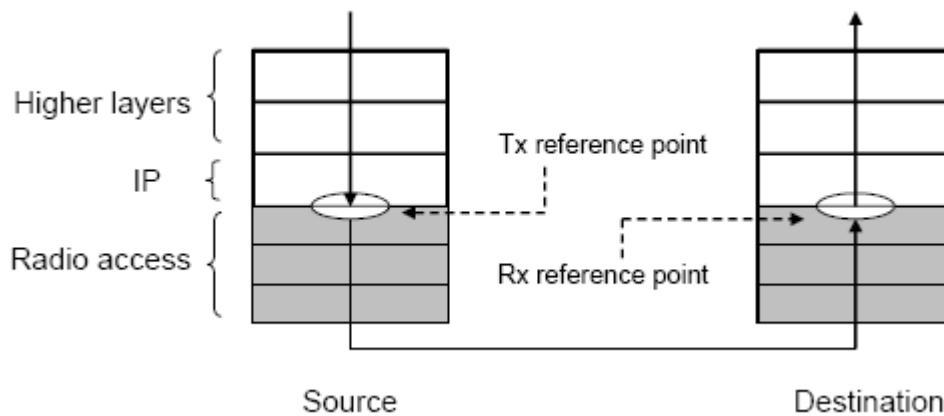 Higher layers
Tx reference point
IP
Radio access
Rx reference point
Source
Destination